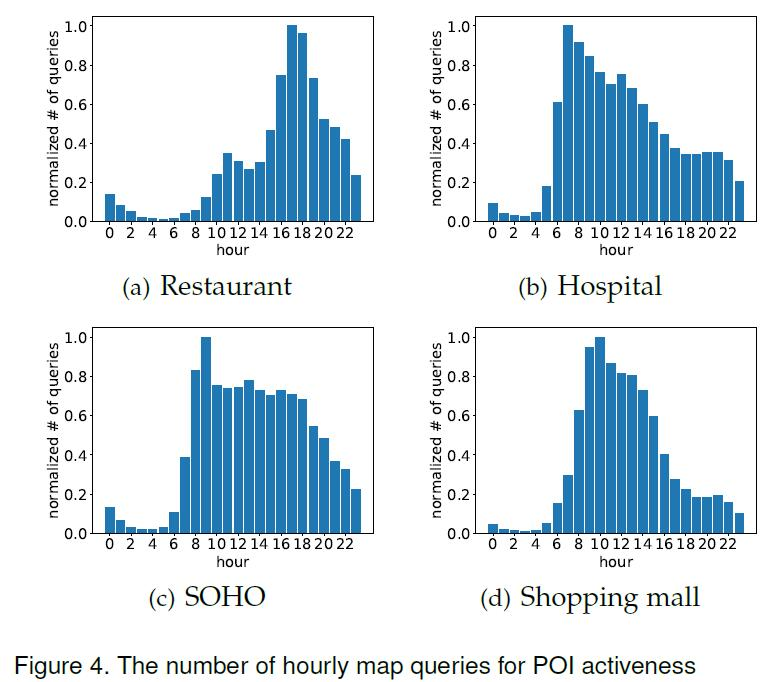 normalized # of queries
1.0
0.8
0.6
0.4
0.2
0.0
0 2 4 6 8 10 12 14 16 18 20 22
hour
(a) Restaurant
normalized # of queries
1.0
0.8
0.6
0.4
0.2
0.0
0 2 4 6 8 10 12 14 16 18 20 22
hour
(b) Hospital
normalized # of queries
1.0
0.8
0.6
0.4
0.2
0.0
0 2 4 6 8 10 12 14 16 18 20 22
hour
(c) SOHO
normalized # of queries
1.0
0.8
0.6
0.4
0.2
0.0
0 2 4 6 8 10 12 14 16 18 20 22
hour
(d) Shopping mall
Figure 4. The number of hourly map queries for POI activeness